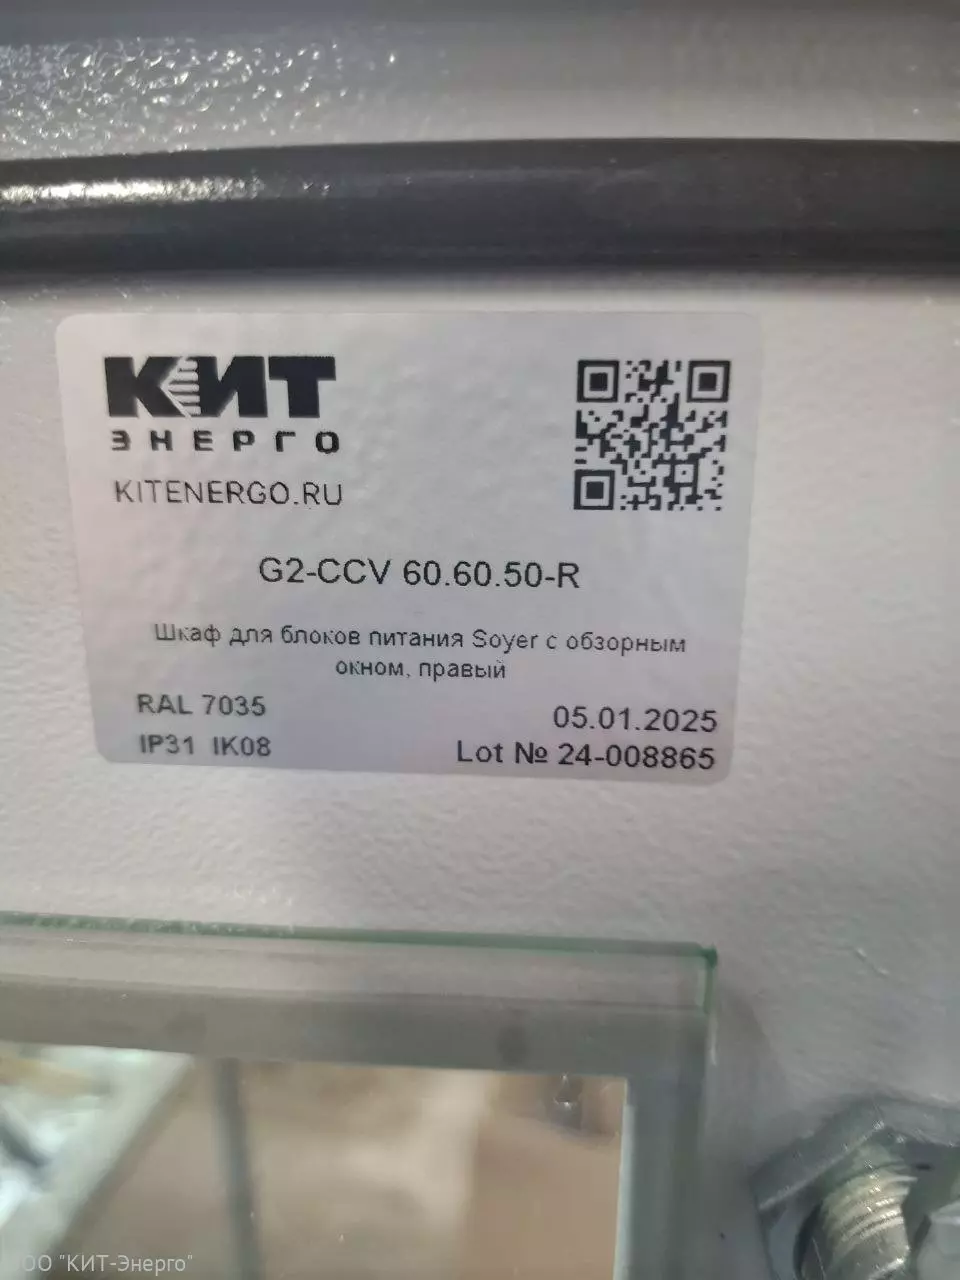 КИТ
ЭНЕРГО
KITENERGO.RU
G2-CCV 60.60.50-R
Шкаф для блоков питания Soyer с обзорным
окном, правый
RAL 7035
05.01.2025
IP31 IK08
Lot № 24-008865
ООО "КИТ-Энерго"